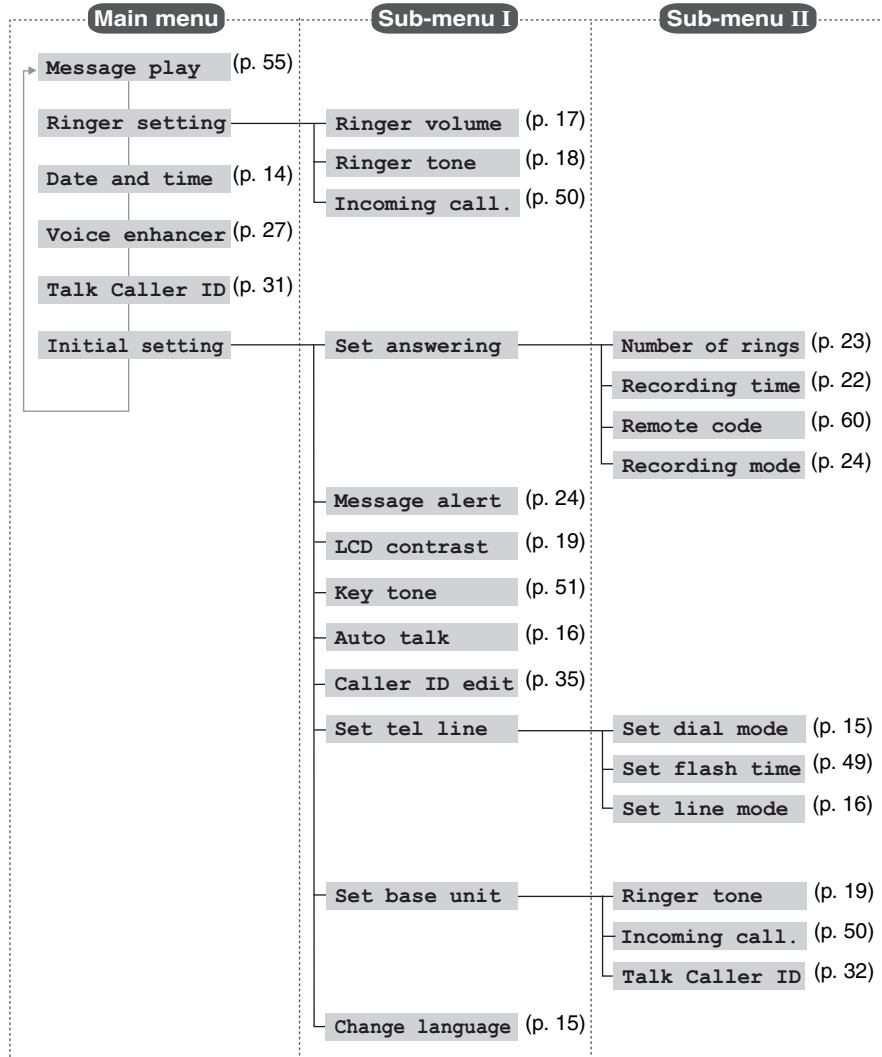 Main menu Sub-menu I Sub-menu II
Message play (p. 55)
Ringer setting Ringer volume (p. 17)
Ringer tone (p. 18)
Date and time (p. 14)
Incoming call. (p. 50)
Voice enhancer (p. 27)
Talk Caller ID (p. 31)
Initial setting Set answering Number of rings (p. 23)
Recording time (p. 22)
Remote code (p. 60)
Recording mode (p. 24)
Message alert (p. 24)
LCD contrast (p. 19)
Key tone (p. 51)
Auto talk (p. 16)
Caller ID edit (p. 35)
Set tel line Set dial mode (p. 15)
Set flash time (p. 49)
Set line mode (p. 16)
Set base unit Ringer tone (p. 19)
Incoming call. (p. 50)
Talk Caller ID (p. 32)
Change language (p. 15)